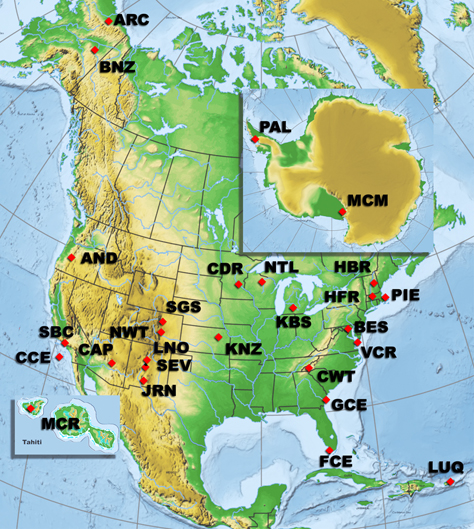 ARC
BNZ
PAL
MCM
AND
CDR
NTL
HBR
HFR
PIE
SGS
KBS
SBC
NWT
BES
CCE
CAP
LNO
KNZ
VCR
SEV
CWT
JRN
GCE
MCR
Tahiti
FCE
LUQ